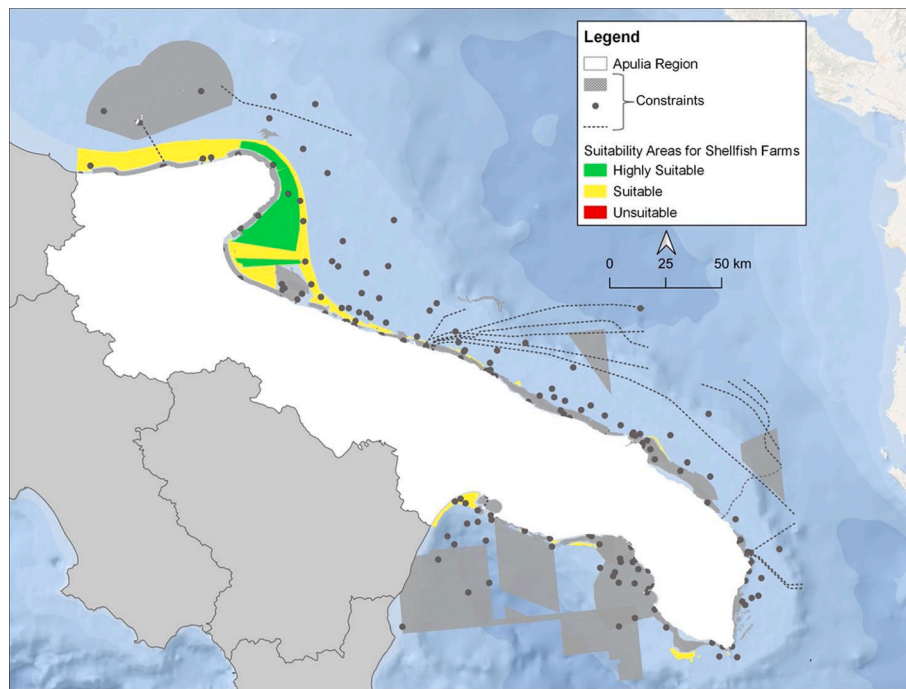 Legend
Apulia Region
Constraints
Suitability Areas for Shellfish Farms
Highly Suitable
Suitable
Unsuitable
0 25 50 km